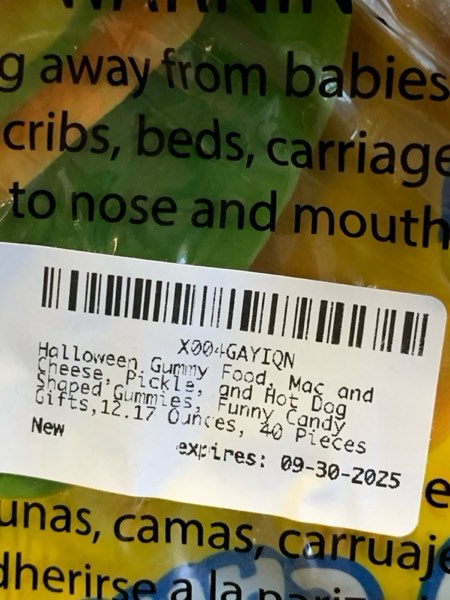 g away from babies
cribs, beds, carriage
to nose and mouth
X004GAYIQN
Halloween Gummy Food, Mac and
Cheese, Pickle, and Hot Dog
Shaped Gummies, Funny Candy
Gifts,12.17 Ounces, 40 Pieces
New
expires: 09-30-2025
e
unas, camas, carruaje
dherirse a la